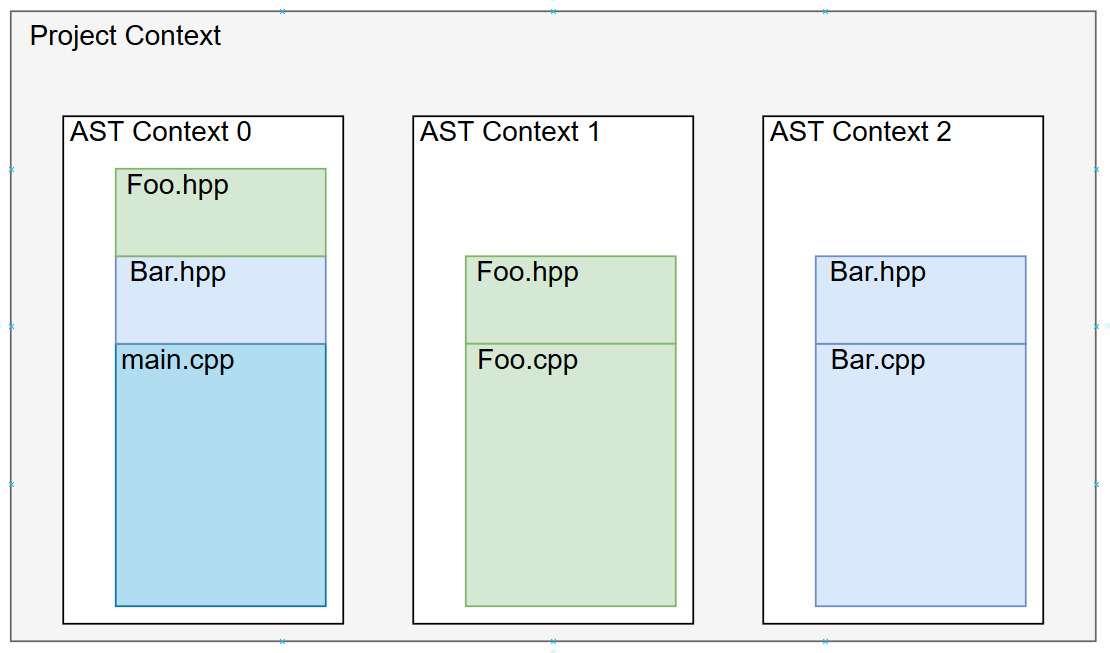 Project Context
AST Context 0
Foo.hpp
Bar.hpp
main.cpp
AST Context 1
Foo.hpp
Foo.cpp
AST Context 2
Bar.hpp
Bar.cpp